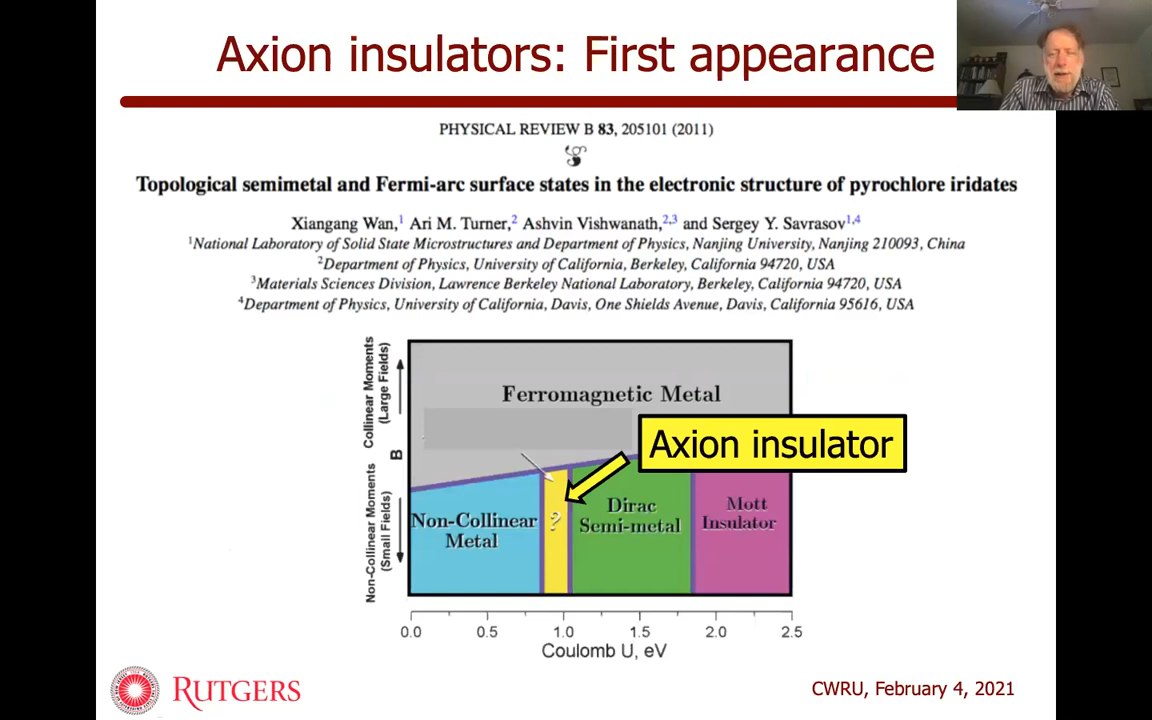 Axion insulators: First appearance
PHYSICAL REVIEW B 83, 205101 (2011)
Topological semimetal and Fermi-arc surface states in the electronic structure of pyrochlore iridates
Xiangang Wan,1 Ari M. Turner,2 Ashvin Vishwanath,2,3 and Sergey Y. Savrasov1,4
1National Laboratory of Solid State Microstructures and Department of Physics, Nanjing University, Nanjing 210093, China
2Department of Physics, University of California, Berkeley, California 94720, USA
3Materials Sciences Division, Lawrence Berkeley National Laboratory, Berkeley, California 94720, USA
4Department of Physics, University of California, Davis, One Shields Avenue, Davis, California 95616, USA
Collinear Moments
(Large Fields)
B
Non-Collinear Moments
(Small Fields)
Ferromagnetic Metal
Axion insulator
Non-Collinear
Metal
?
Dirac
Semi-metal
Mott
Insulator
0.0 0.5 1.0 1.5 2.0 2.5
Coulomb U, eV
RUTGERS
CWRU, February 4, 2021